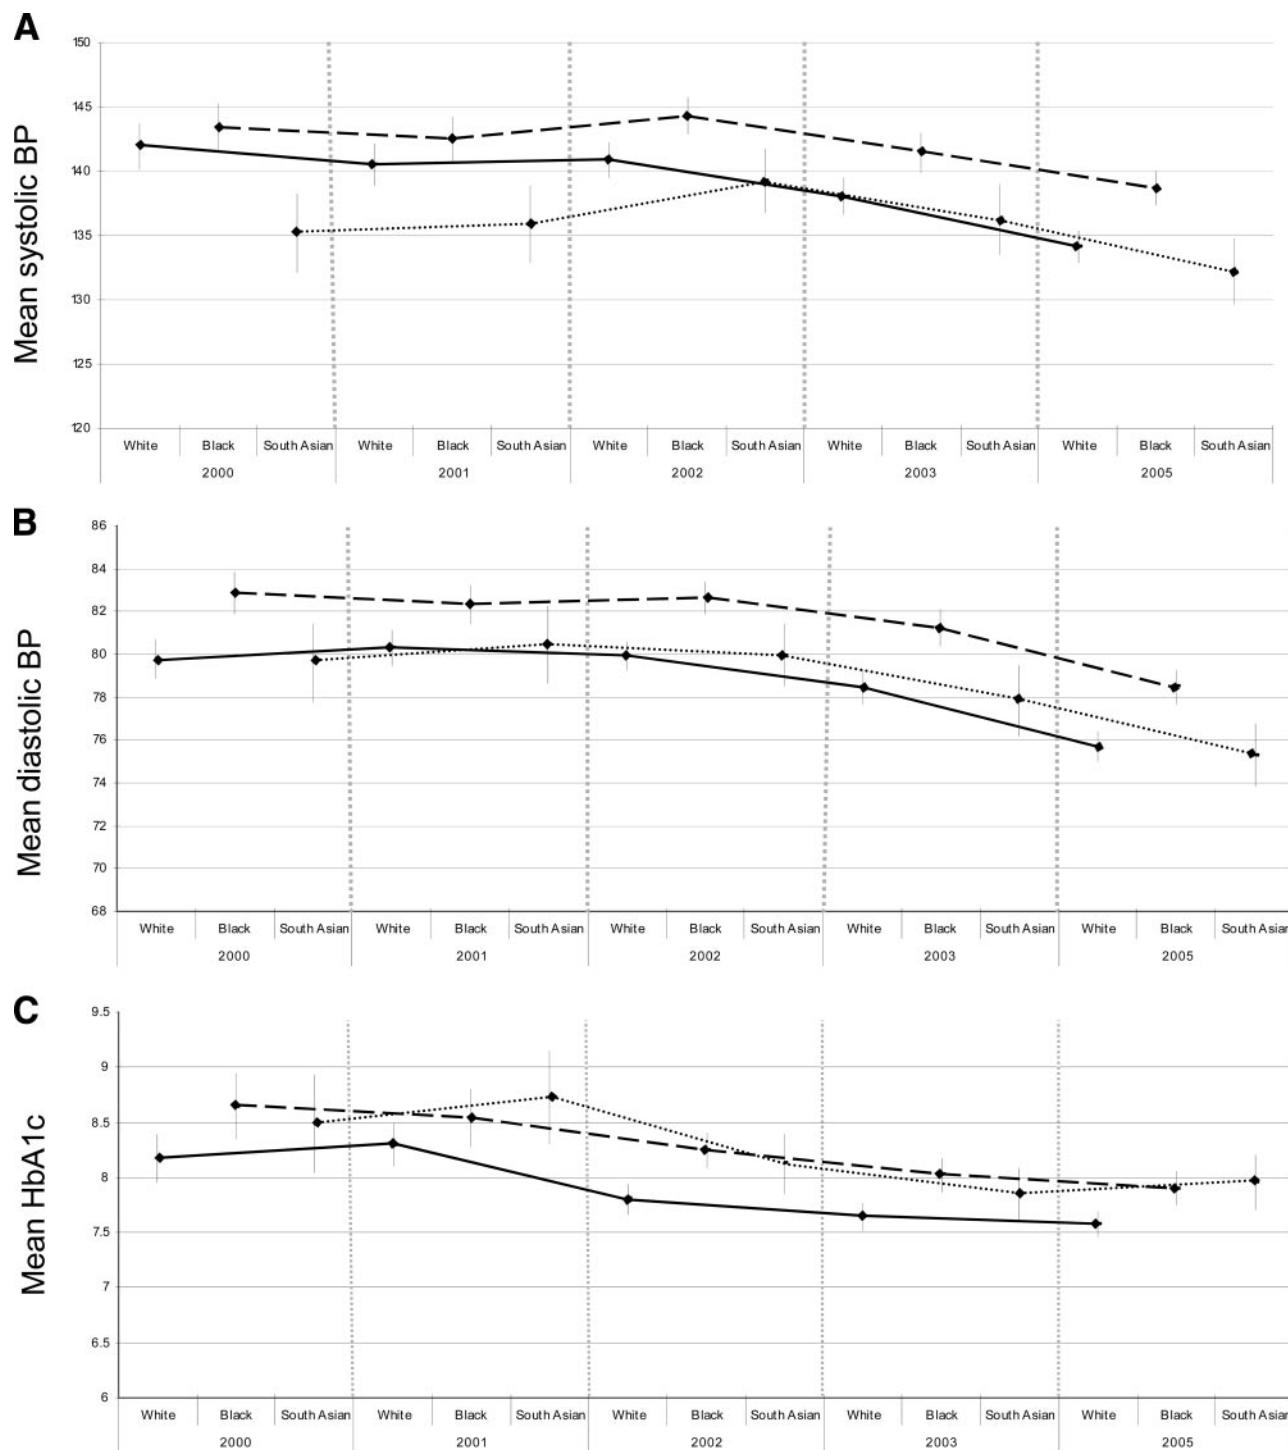 A
Mean systolic BP
150
145
140
135
130
125
120
White Black South Asian White Black South Asian White Black South Asian White Black South Asian White Black South Asian
2000 2001 2002 2003 2005
B
Mean diastolic BP
86
84
82
80
78
76
74
72
70
68
White Black South Asian White Black South Asian White Black South Asian White Black South Asian White Black South Asian
2000 2001 2002 2003 2005
C
Mean HbA1c
9.5
9
8.5
8
7.5
7
6.5
6
White Black South Asian White Black South Asian White Black South Asian White Black South Asian White Black South Asian
2000 2001 2002 2003 2005